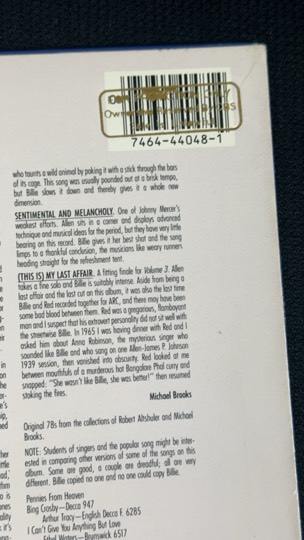 7464-44048-1
who taunts a wild animal by poking it with a stick through the bars
of its cage. This song was usually pounded out at a brisk tempo,
but Billie slows it down and thereby gives it a whole new
dimension.
SENTIMENTAL AND MELANCHOLY. One of Johnny Mercer's
weakest efforts. Allen sits in a corner and displays advanced
technique and musical ideas for the period, but they have very little
bearing on this record. Billie gives it her best shot and the song
limps to a thankful conclusion, the musicians like weary runners
heading straight for the refreshment tent.
(THIS IS) MY LAST AFFAIR. A fitting finale for Volume 3. Allen
takes a fine solo and Billie is suitably intense. Aside from being a
last affair and the last cut on this album, it was also the last time
Billie and Red recorded together for ARC, and there may have been
some bad blood between them. Red was a gregarious, flamboyant
man and I suspect that his extrovert personality did not sit well with
the streetwise Billie. In 1965 I was having dinner with Red and I
asked him about Anna Robinson, the mysterious singer who
sounded like Billie and who sang on one Allen-James P. Johnson
1939 session, then vanished into obscurity. Red looked at me
between mouthfuls of a murderous hot Bangalore Phal curry and
snapped: "She wasn't like Billie, she was better!" then resumed
stoking the fires.
Michael Brooks
Original 78s from the collections of Robert Altshuler and Michael
Brooks.
NOTE: Students of singers and the popular song might be inter-
ested in comparing other versions of some of the songs on this
album. Some are good, a couple are dreadful; all are very
different. Billie copied no one and no one could copy Billie.
Pennies From Heaven
Bing Crosby—Decca 947
Arthur Tracy—English Decca F. 6285
I Can't Give You Anything But Love
Ethel Waters—Brunswick 6517